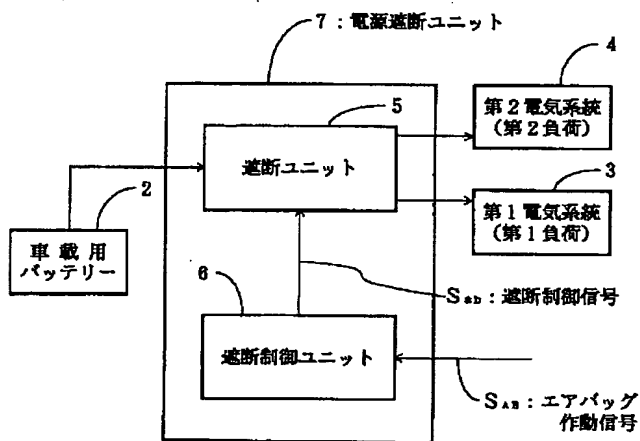 7：電源遮断ユニット
4
第2電気系統
(第2負荷)
5
遮断ユニット
3
第1電気系統
(第1負荷)
2
車載用
バッテリー
6
Sab：遮断制御信号
遮断制御ユニット
SAB：エアバッグ
作動信号